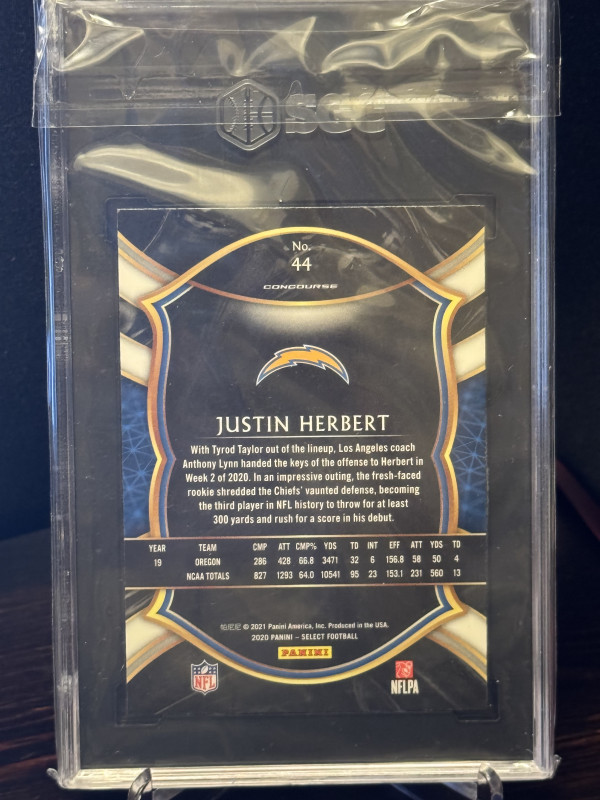 SGC
No.
44
CONCOURSE
JUSTIN HERBERT
With Tyrod Taylor out of the lineup, Los Angeles coach
Anthony Lynn handed the keys of the offense to Herbert in
Week 2 of 2020. In an impressive outing, the fresh-faced
rookie shredded the Chiefs' vaunted defense, becoming
the third player in NFL history to throw for at least
300 yards and rush for a score in his debut.
YEAR TEAM CMP ATT CMP% YDS TD INT EFF ATT YDS TD
19 OREGON 286 428 66.8 3471 32 6 156.8 58 50 4
NCAA TOTALS 827 1293 64.0 10541 95 23 153.1 231 560 13
帕尼尼 © 2021 Panini America, Inc. Produced in the USA.
2020 PANINI – SELECT FOOTBALL
PANINI
NFL
NFLPA